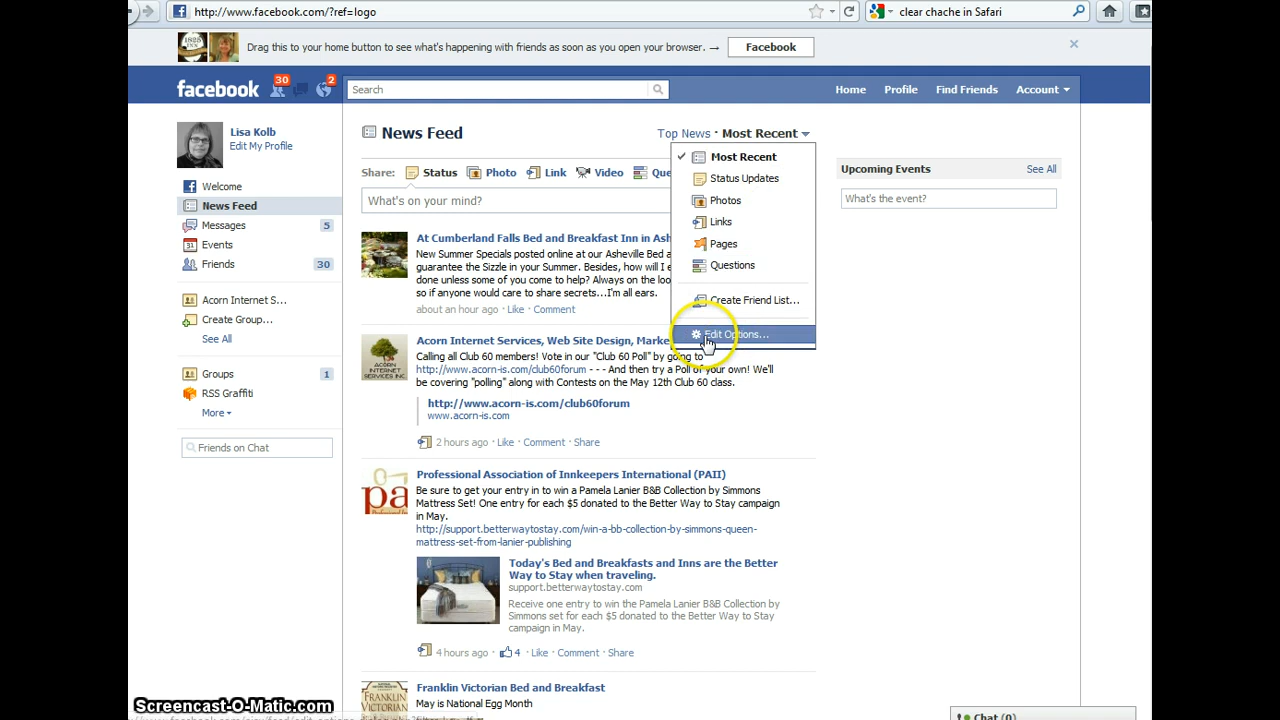 http://www.facebook.com/?ref=logo
clear chache in Safari
Drag this to your home button to see what's happening with friends as soon as you open your browser. →
Facebook
facebook
30
2
Search
Home
Profile
Find Friends
Account
Lisa Kolb
Edit My Profile
Welcome
News Feed
Messages
5
Events
Friends
30
Acorn Internet S...
Create Group...
See All
Groups
1
RSS Graffiti
More
Friends on Chat
News Feed
Top News · Most Recent
Share:
Status
Photo
Link
Video
Que
What's on your mind?
Most Recent
Status Updates
Photos
Links
Pages
Questions
Create Friend List...
Edit Options...
At Cumberland Falls Bed and Breakfast Inn in Ash
New Summer Specials posted online at our Asheville Bed a
guarantee the Sizzle in your Summer. Besides, how will I e
done unless some of you come to help? Always on the loo
so if anyone would care to share secrets...I'm all ears.
about an hour ago · Like · Comment
Acorn Internet Services, Web Site Design, Marke
Calling all Club 60 members! Vote in our "Club 60 Poll" by going to
http://www.acorn-is.com/club60forum - - - And then try a Poll of your own! We'll
be covering "polling" along with Contests on the May 12th Club 60 class.
http://www.acorn-is.com/club60forum
www.acorn-is.com
2 hours ago · Like · Comment · Share
Professional Association of Innkeepers International (PAII)
Be sure to get your entry in to win a Pamela Lanier B&B Collection by Simmons
Mattress Set! One entry for each $5 donated to the Better Way to Stay campaign
in May.
http://support.betterwaytostay.com/win-a-bb-collection-by-simmons-queen-
mattress-set-from-lanier-publishing
Today's Bed and Breakfasts and Inns are the Better
Way to Stay when traveling.
support.betterwaytostay.com
Receive one entry to win the Pamela Lanier B&B Collection by
Simmons set for each $5 donated to the Better Way to Stay
campaign in May.
4 hours ago · 4 · Like · Comment · Share
Franklin Victorian Bed and Breakfast
May is National Egg Month
Upcoming Events
See All
What's the event?
Chat (0)
Screencast-O-Matic.com